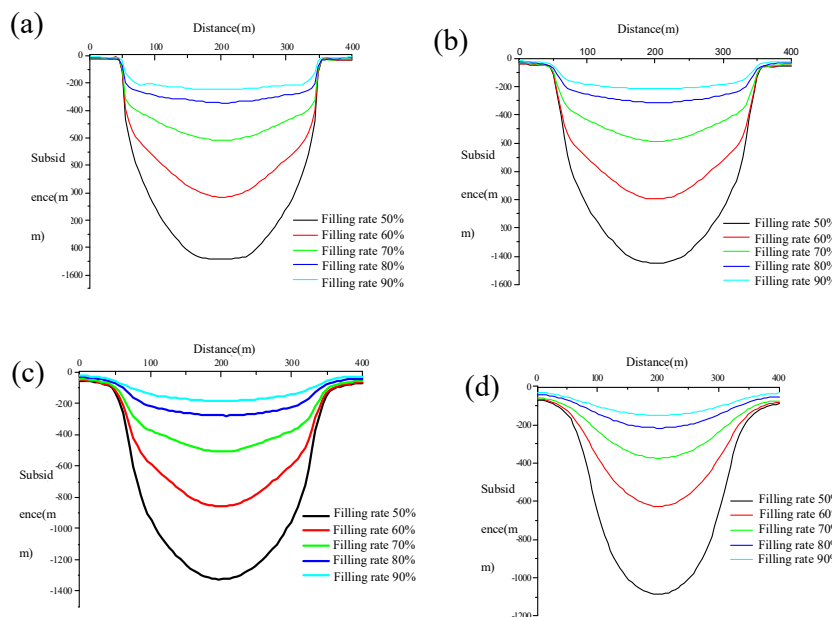 (a)
Distance(m)
0 100 200 300 400
0
-200
-400
Subsid
ence(m
m)
-1600
Filling rate 50%
Filling rate 60%
Filling rate 70%
Filling rate 80%
Filling rate 90%
(b)
Distance(m)
0 100 200 300 400
0
-200
-400
Subsid
ence(m
m)
-1400
-1600
Filling rate 50%
Filling rate 60%
Filling rate 70%
Filling rate 80%
Filling rate 90%
(c)
Distance(m)
0 100 200 300 400
0
-200
-400
-600
Subsid
-800
ence(m
-1000
m)
-1200
-1400
Filling rate 50%
Filling rate 60%
Filling rate 70%
Filling rate 80%
Filling rate 90%
(d)
Distance(m)
0 100 200 300 400
0
-200
-400
Subsid
-600
ence(m
-800
m)
-1000
-1200
Filling rate 50%
Filling rate 60%
Filling rate 70%
Filling rate 80%
Filling rate 90%